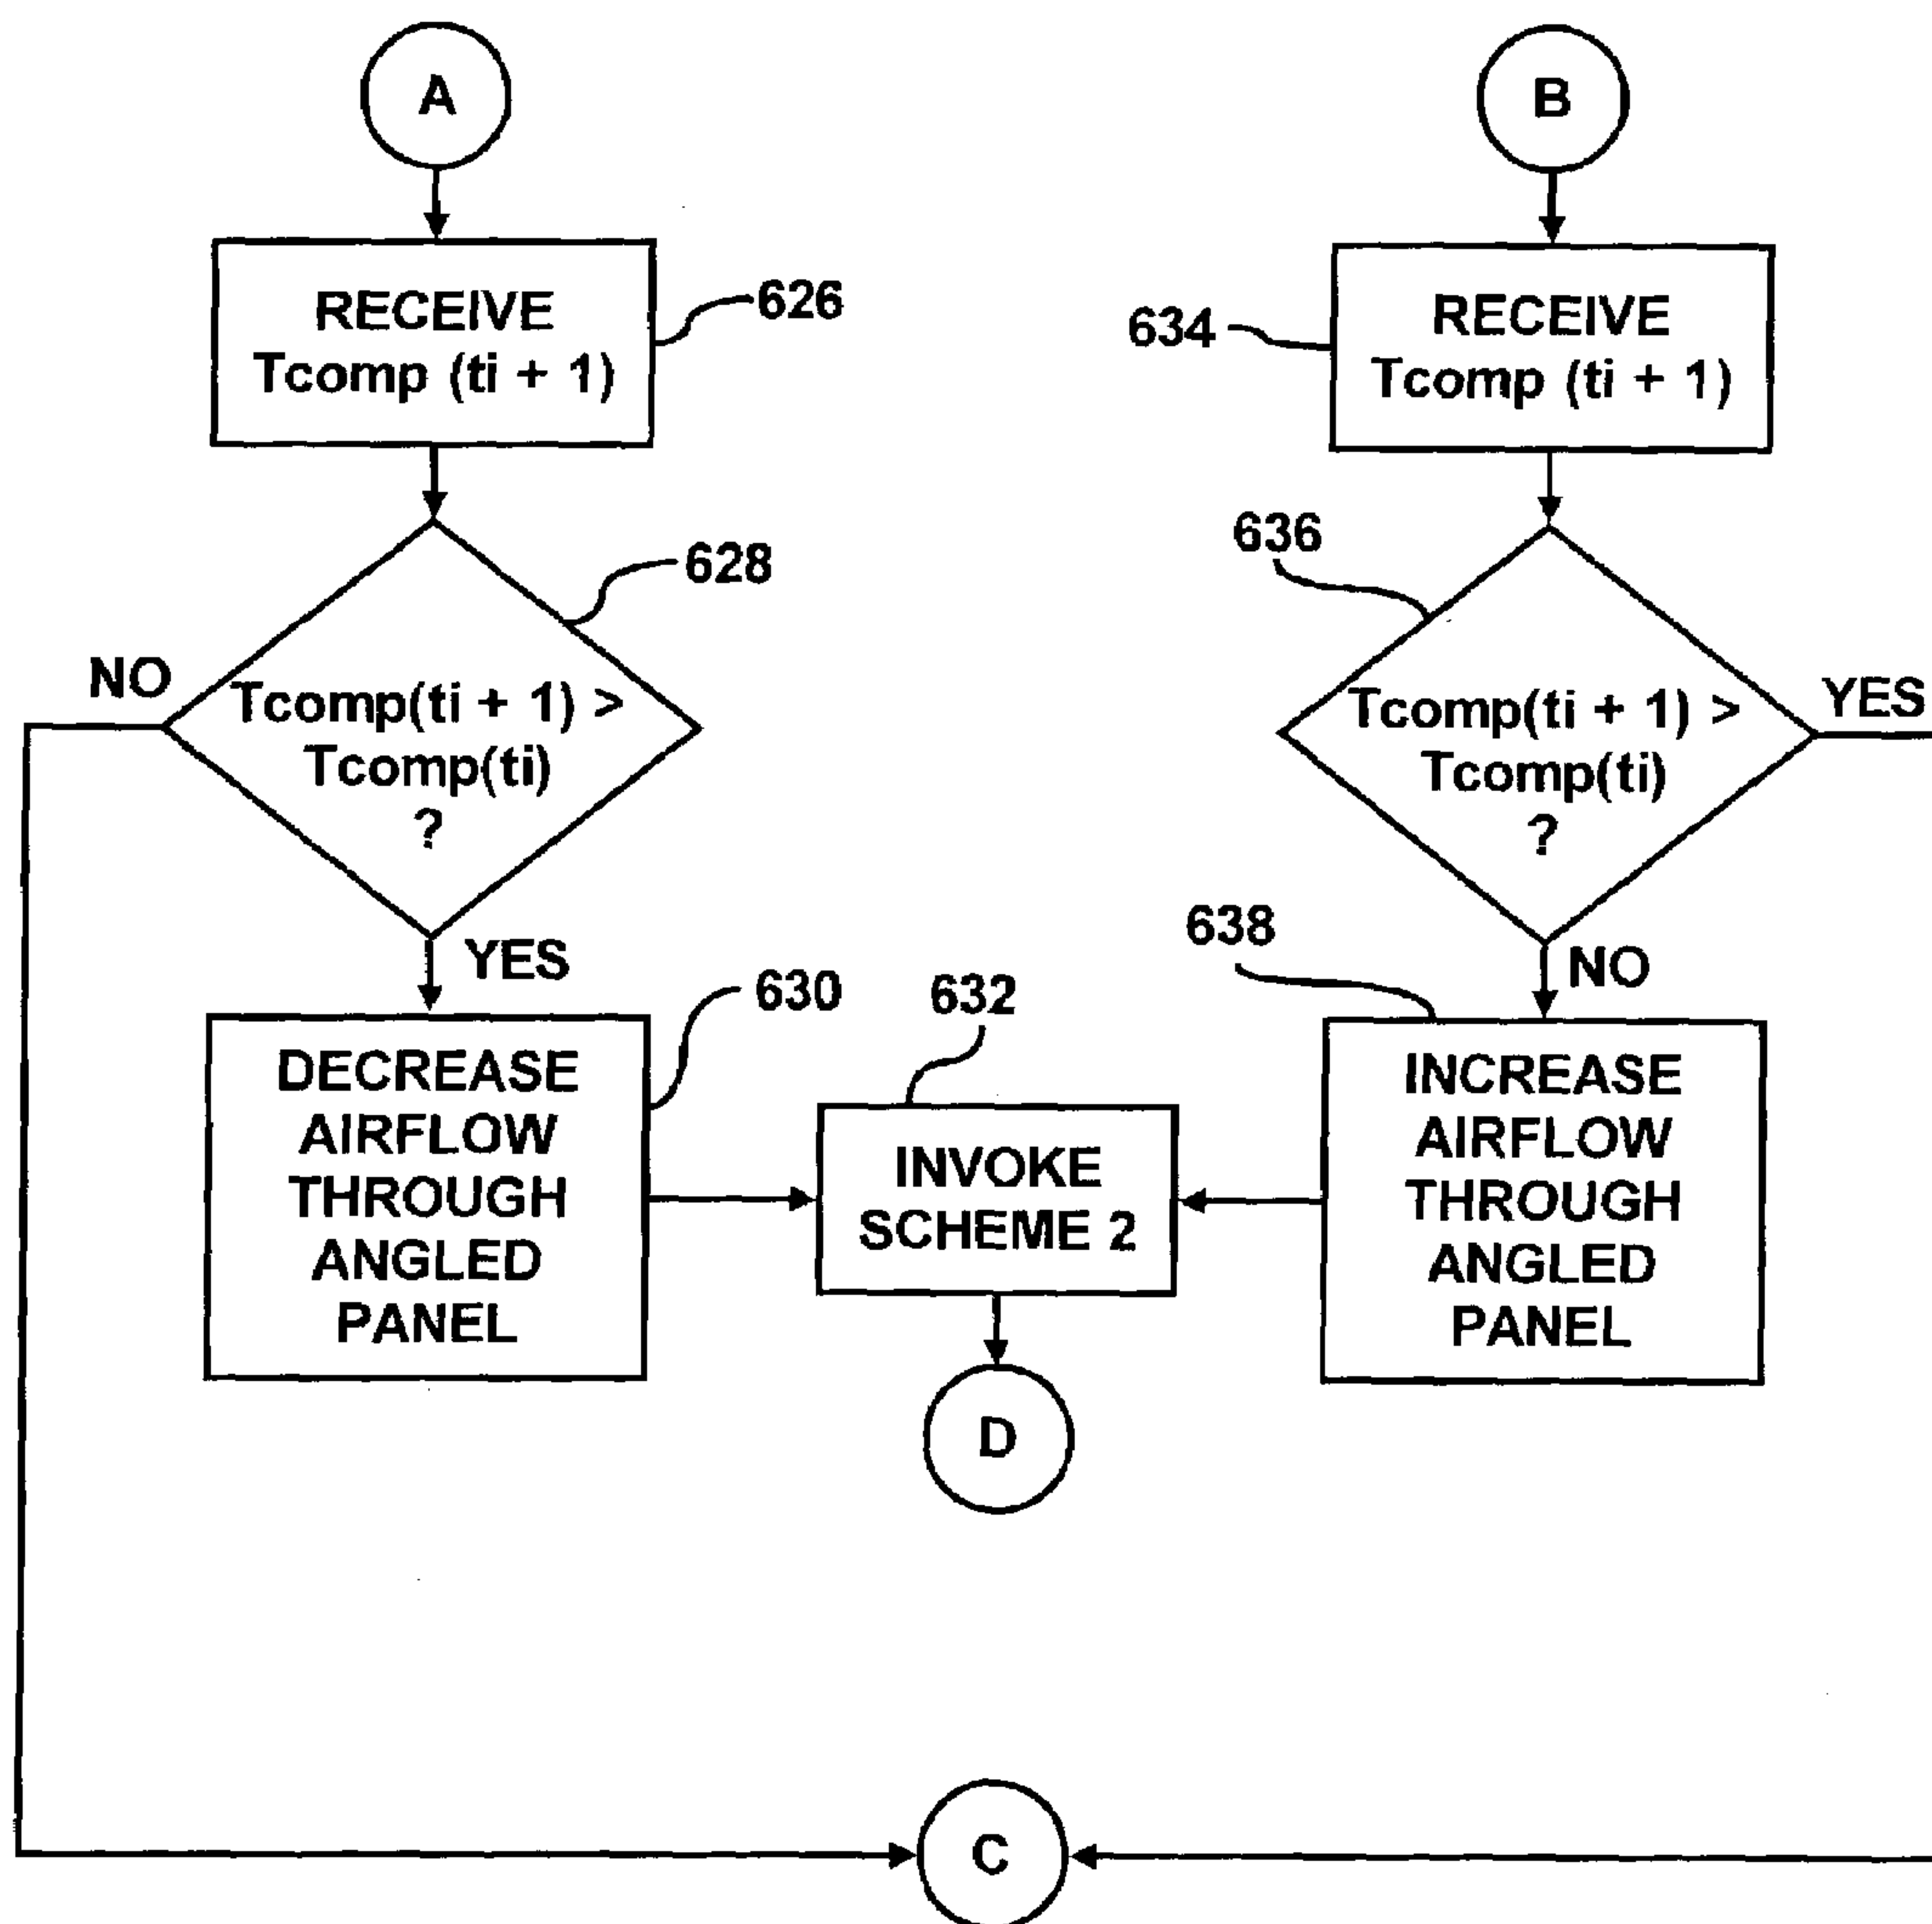 A
B
RECEIVE
Tcomp (ti + 1)
626
634
RECEIVE
Tcomp (ti + 1)
628
636
NO
Tcomp(ti + 1) >
Tcomp(ti)
?
Tcomp(ti + 1) >
Tcomp(ti)
?
YES
YES
638
NO
630
632
DECREASE
AIRFLOW
THROUGH
ANGLED
PANEL
INVOKE
SCHEME 2
INCREASE
AIRFLOW
THROUGH
ANGLED
PANEL
D
C